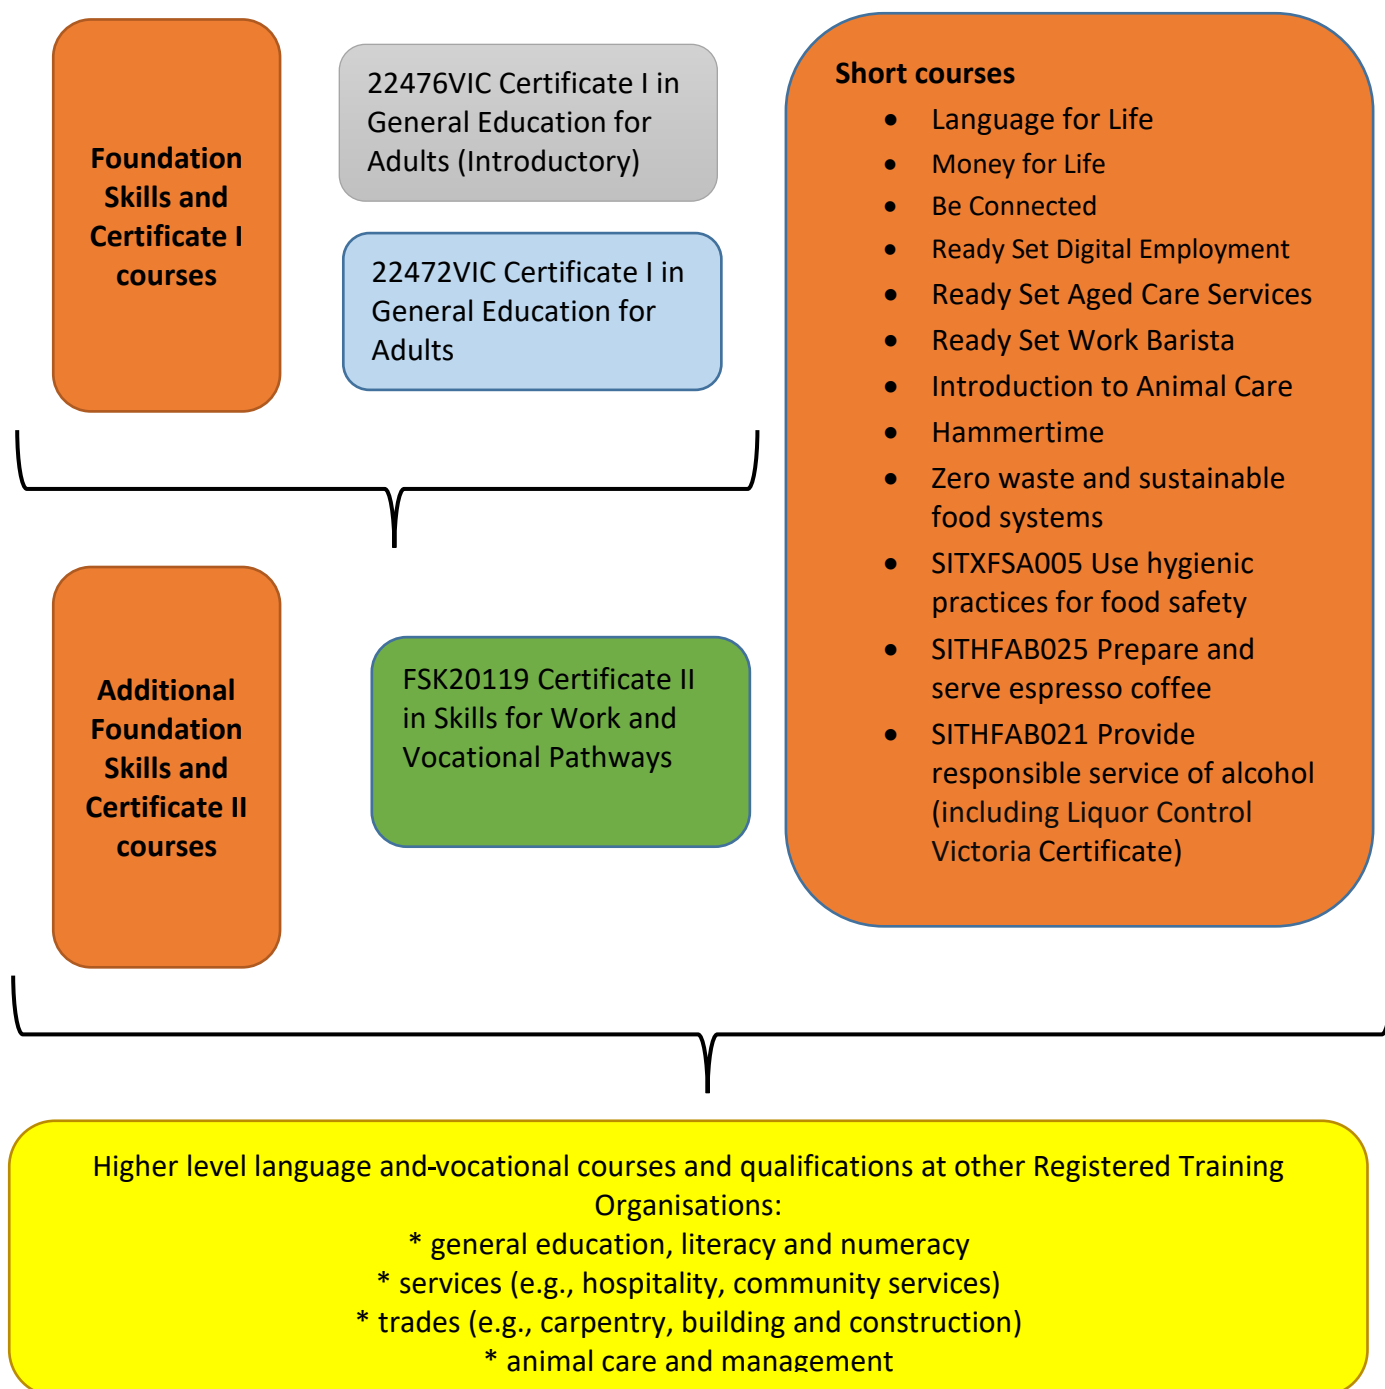 Foundation
Skills and
Certificate I
courses
22476VIC Certificate I in
General Education for
Adults (Introductory)
22472VIC Certificate I in
General Education for
Adults
Additional
Foundation
Skills and
Certificate II
courses
FSK20119 Certificate II
in Skills for Work and
Vocational Pathways
Short courses
• Language for Life
• Money for Life
• Be Connected
• Ready Set Digital Employment
• Ready Set Aged Care Services
• Ready Set Work Barista
• Introduction to Animal Care
• Hammertime
• Zero waste and sustainable
food systems
• SITXFSA005 Use hygienic
practices for food safety
• SITHFAB025 Prepare and
serve espresso coffee
• SITHFAB021 Provide
responsible service of alcohol
(including Liquor Control
Victoria Certificate)
Higher level language and-vocational courses and qualifications at other Registered Training
Organisations:
* general education, literacy and numeracy
* services (e.g., hospitality, community services)
* trades (e.g., carpentry, building and construction)
* animal care and management